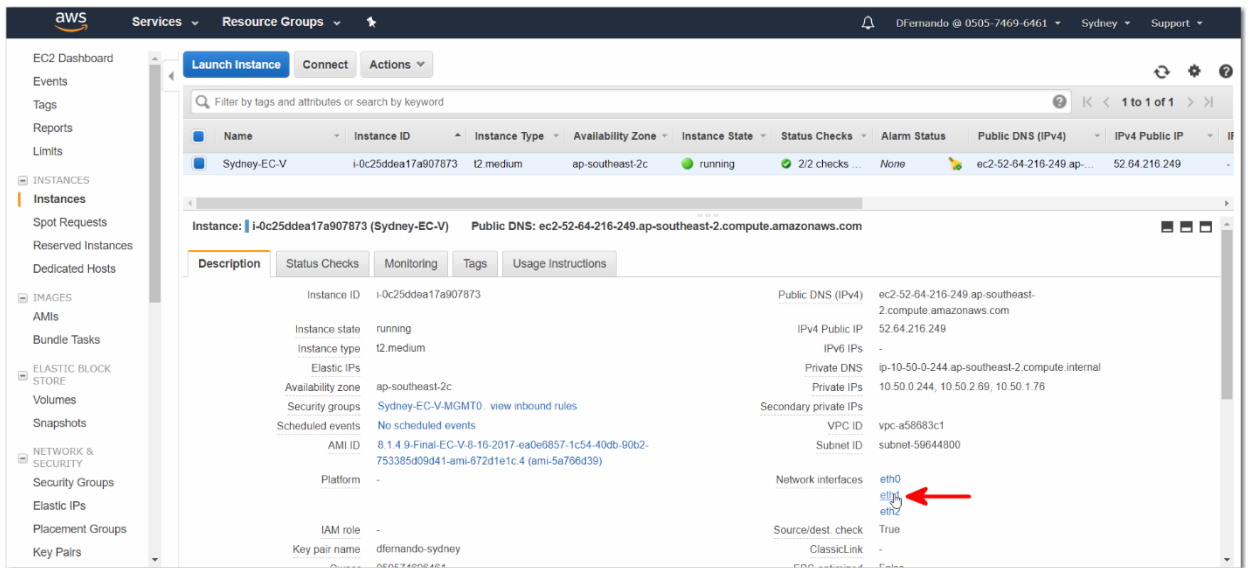 aws Services Resource Groups DFernando @ 0505-7469-6461 Sydney Support
EC2 Dashboard
Events
Tags
Reports
Limits
INSTANCES
Instances
Spot Requests
Reserved Instances
Dedicated Hosts
IMAGES
AMIs
Bundle Tasks
ELASTIC BLOCK
STORE
Volumes
Snapshots
NETWORK &
SECURITY
Security Groups
Elastic IPs
Placement Groups
Key Pairs
Launch Instance Connect Actions
Filter by tags and attributes or search by keyword 1 to 1 of 1
Name Instance ID Instance Type Availability Zone Instance State Status Checks Alarm Status Public DNS (IPv4) IPv4 Public IP
Sydney-EC-V i-0c25ddea17a907873 t2.medium ap-southeast-2c running 2/2 checks ... None ec2-52-64-216-249.ap-... 52.64.216.249 -
Instance: i-0c25ddea17a907873 (Sydney-EC-V) Public DNS: ec2-52-64-216-249.ap-southeast-2.compute.amazonaws.com
Description Status Checks Monitoring Tags Usage Instructions
Instance ID i-0c25ddea17a907873 Public DNS (IPv4) ec2-52-64-216-249.ap-southeast-
2.compute.amazonaws.com
Instance state running IPv4 Public IP 52.64.216.249
Instance type t2.medium IPv6 IPs -
Elastic IPs Private DNS ip-10-50-0-244.ap-southeast-2.compute.internal
Availability zone ap-southeast-2c Private IPs 10.50.0.244, 10.50.2.69, 10.50.1.76
Security groups Sydney-EC-V-MGMT0. view inbound rules Secondary private IPs
Scheduled events No scheduled events VPC ID vpc-a58683c1
AMI ID 8.1.4.9-Final-EC-V-8-16-2017-ea0e6857-1c54-40db-90b2- Subnet ID subnet-59644800
753385d09d41-ami-672d1e1c.4 (ami-5a766d39)
Platform - Network interfaces eth0
eth1
eth2
IAM role - Source/dest. check True
Key pair name dfernando-sydney ClassicLink -